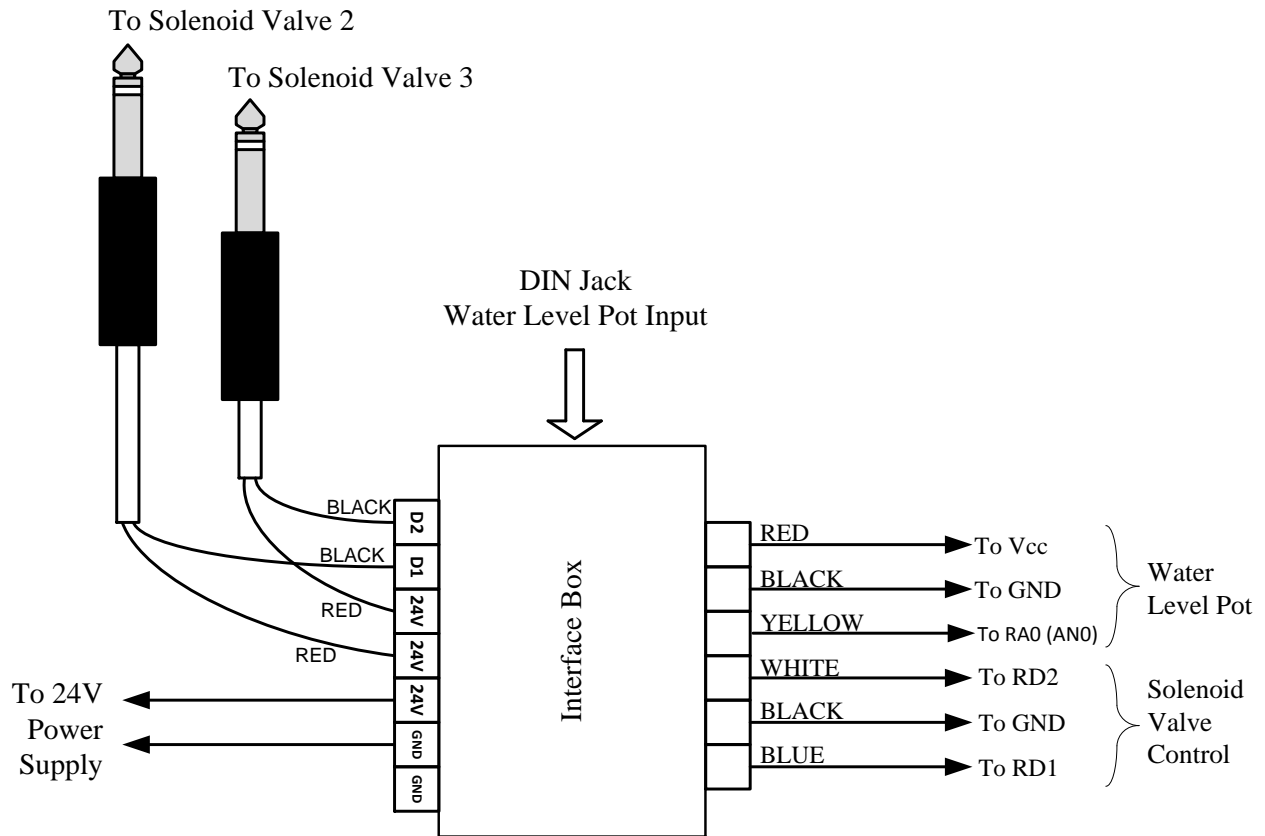 To Solenoid Valve 2
To Solenoid Valve 3
DIN Jack
Water Level Pot Input
BLACK
D2
BLACK
D1
RED
24V
RED
24V
To 24V
Power
Supply
24V
GND
GND
Interface Box
RED
To Vcc
BLACK
To GND
YELLOW
To RA0 (AN0)
Water
Level Pot
WHITE
To RD2
BLACK
To GND
BLUE
To RD1
Solenoid
Valve
Control